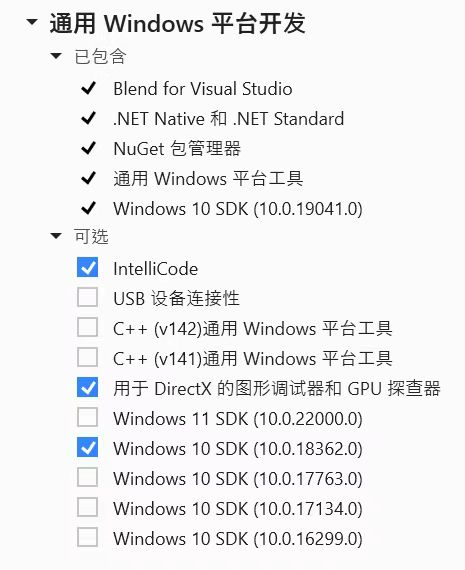 通用 Windows 平台开发
已包含
Blend for Visual Studio
.NET Native 和 .NET Standard
NuGet 包管理器
通用 Windows 平台工具
Windows 10 SDK (10.0.19041.0)
可选
IntelliCode
USB 设备连接性
C++ (v142)通用 Windows 平台工具
C++ (v141)通用 Windows 平台工具
用于 DirectX 的图形调试器和 GPU 探查器
Windows 11 SDK (10.0.22000.0)
Windows 10 SDK (10.0.18362.0)
Windows 10 SDK (10.0.17763.0)
Windows 10 SDK (10.0.17134.0)
Windows 10 SDK (10.0.16299.0)